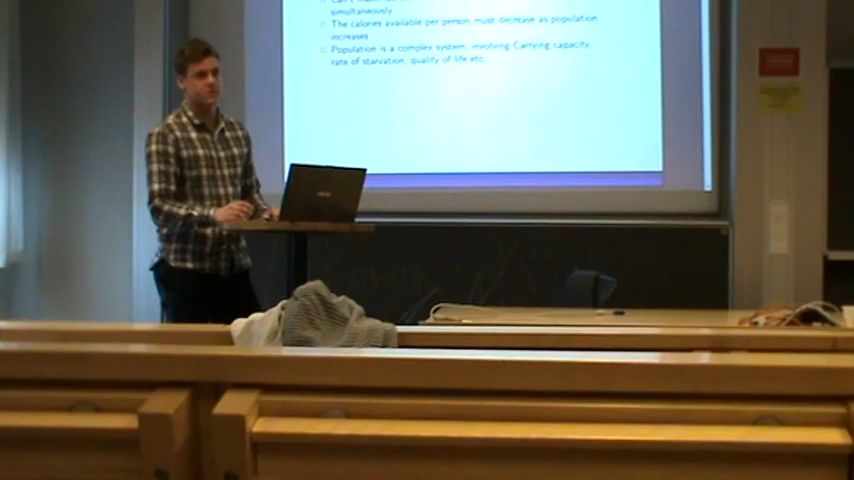 simultaneously
The calories available per person must decrease as population
increases
Population is a complex system, involving Carrying capacity,
rate of starvation, quality of life etc.